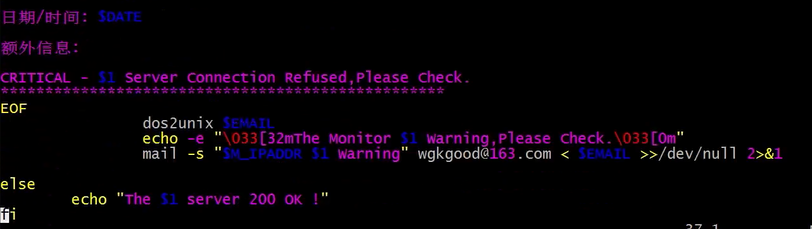 日期/时间: $DATE
额外信息:
CRITICAL - $1 Server Connection Refused,Please Check.
**************************************************
EOF
dos2unix $EMAIL
echo -e "\033[32mThe Monitor $1 Warning,Please Check.\033[0m"
mail -s "$M_IPADDR $1 Warning" wgkgood@163.com < $EMAIL >>/dev/null 2>&1
else
echo "The $1 server 200 OK !"
fi
37,1